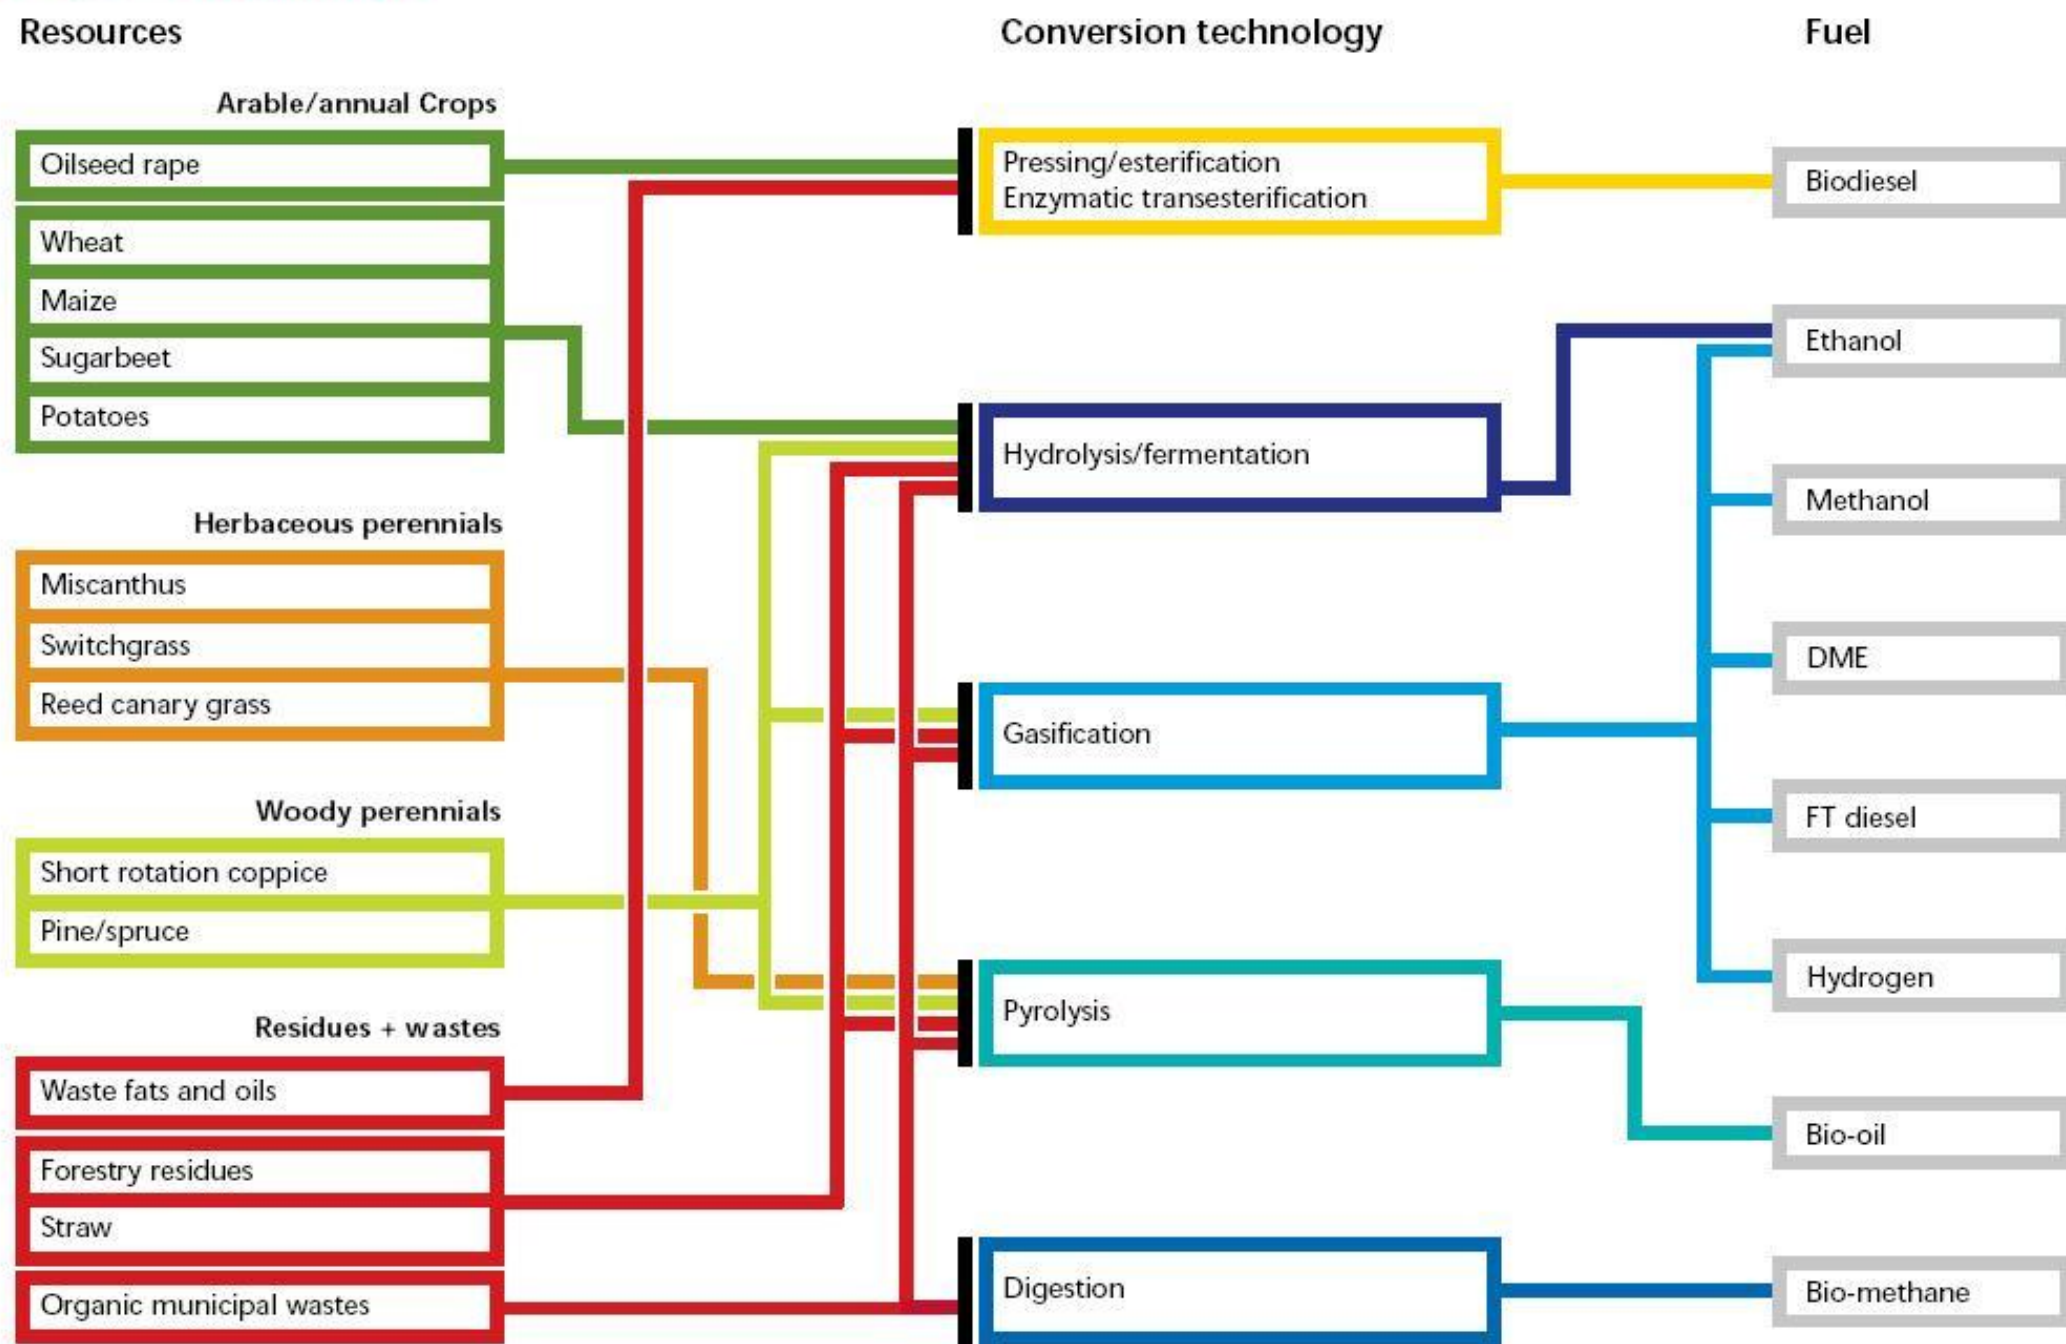 Resources
Conversion technology
Fuel
Arable/annual Crops
Oilseed rape
Wheat
Maize
Sugarbeet
Potatoes
Herbaceous perennials
Miscanthus
Switchgrass
Reed canary grass
Woody perennials
Short rotation coppice
Pine/spruce
Residues + wastes
Waste fats and oils
Forestry residues
Straw
Organic municipal wastes
Pressing/esterification
Enzymatic transesterification
Hydrolysis/fermentation
Gasification
Pyrolysis
Digestion
Biodiesel
Ethanol
Methanol
DME
FT diesel
Hydrogen
Bio-oil
Bio-methane